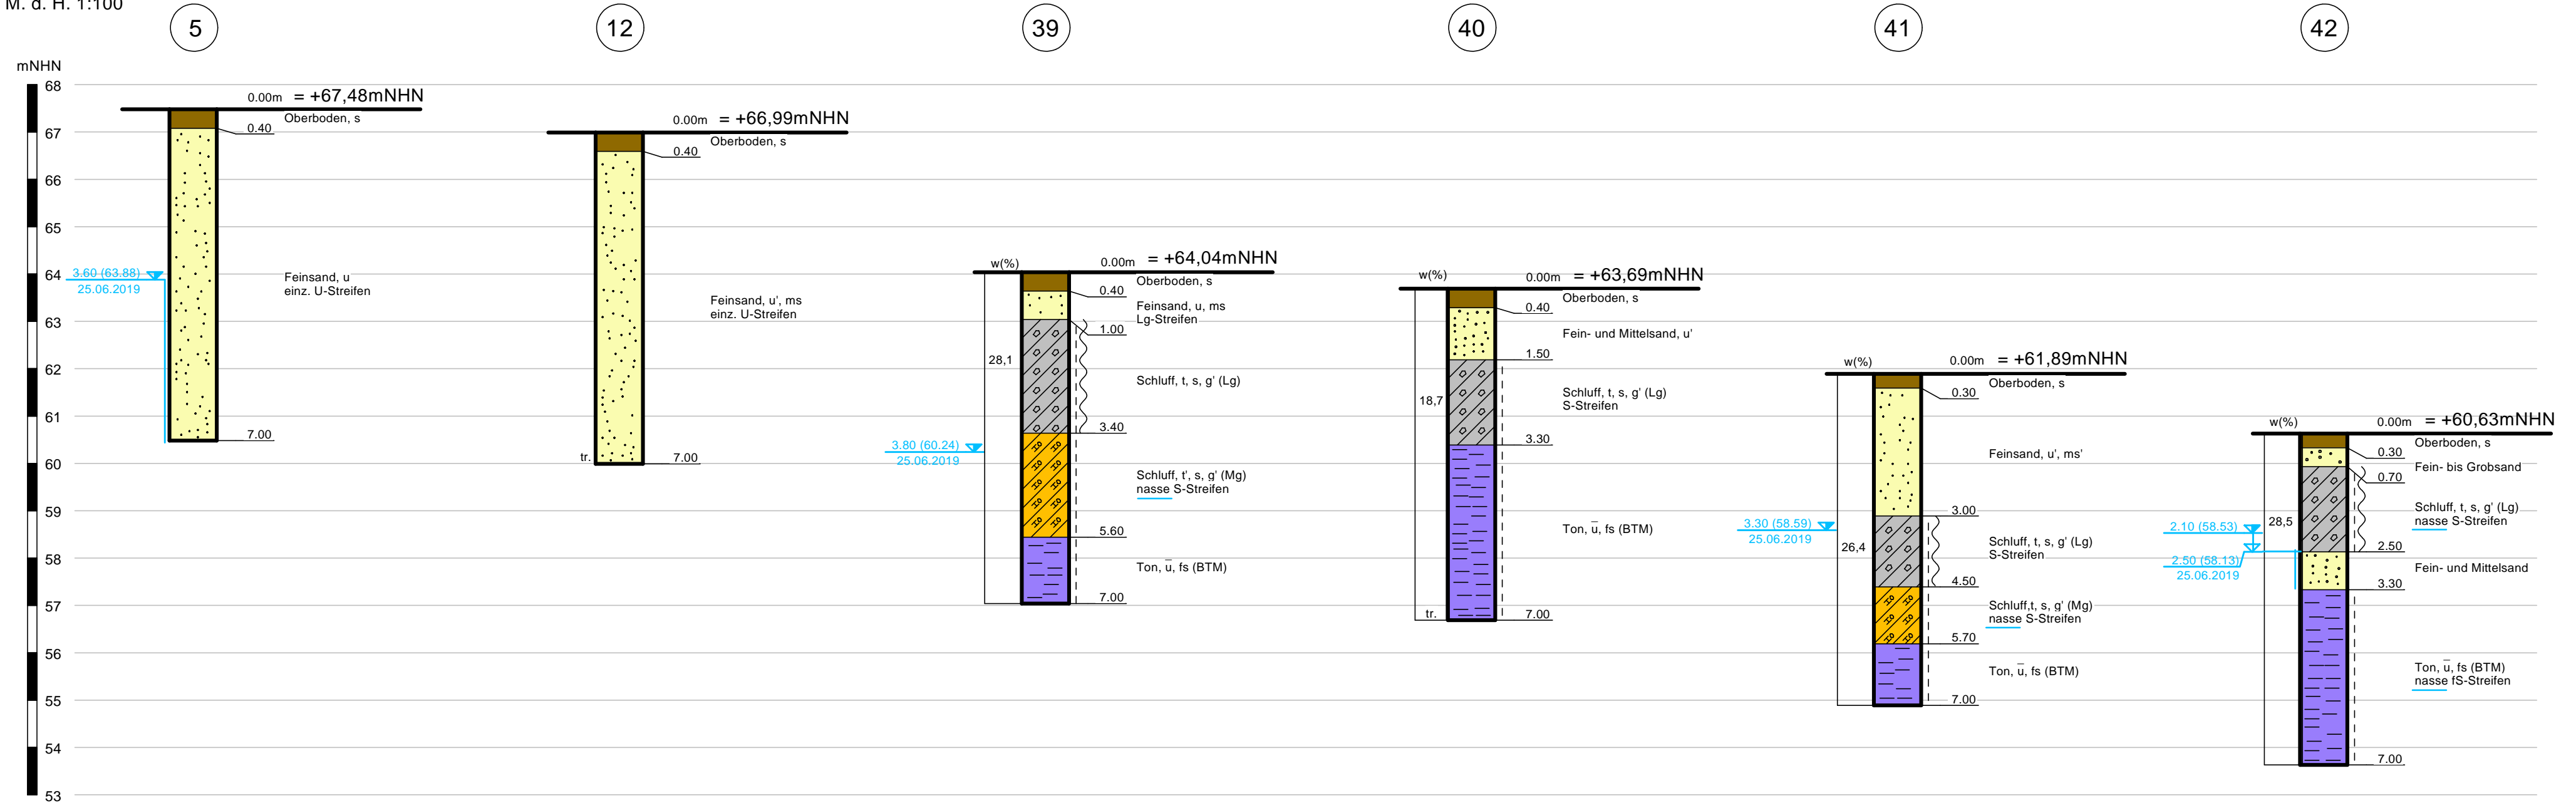 M. d. H. 1:100
5
12
39
40
41
42
mNHN
68
67
66
65
64
63
62
61
60
59
58
57
56
55
54
53
0.00m = +67,48mNHN
Oberboden, s
0.40
3.60 (63.88)
25.06.2019
Feinsand, u
einz. U-Streifen
7.00
0.00m = +66,99mNHN
Oberboden, s
0.40
Feinsand, u', ms
einz. U-Streifen
tr.
7.00
w(%)
0.00m = +64,04mNHN
Oberboden, s
0.40
Feinsand, u, ms
Lg-Streifen
1.00
28,1
Schluff, t, s, g' (Lg)
3.40
3.80 (60.24)
25.06.2019
Schluff, t', s, g' (Mg)
nasse S-Streifen
5.60
Ton, u̅, fs (BTM)
7.00
w(%)
0.00m = +63,69mNHN
Oberboden, s
0.40
Fein- und Mittelsand, u'
1.50
18,7
Schluff, t, s, g' (Lg)
S-Streifen
3.30
Ton, u̅, fs (BTM)
tr.
7.00
w(%)
0.00m = +61,89mNHN
Oberboden, s
0.30
Feinsand, u', ms'
3.00
3.30 (58.59)
25.06.2019
26,4
Schluff, t, s, g' (Lg)
S-Streifen
4.50
Schluff,t, s, g' (Mg)
nasse S-Streifen
5.70
Ton, u̅, fs (BTM)
7.00
w(%)
0.00m = +60,63mNHN
Oberboden, s
0.30
Fein- bis Grobsand
0.70
Schluff, t, s, g' (Lg)
nasse S-Streifen
28,5
2.10 (58.53)
2.50 (58.13)
25.06.2019
2.50
Fein- und Mittelsand
3.30
Ton, u̅, fs (BTM)
nasse fS-Streifen
7.00